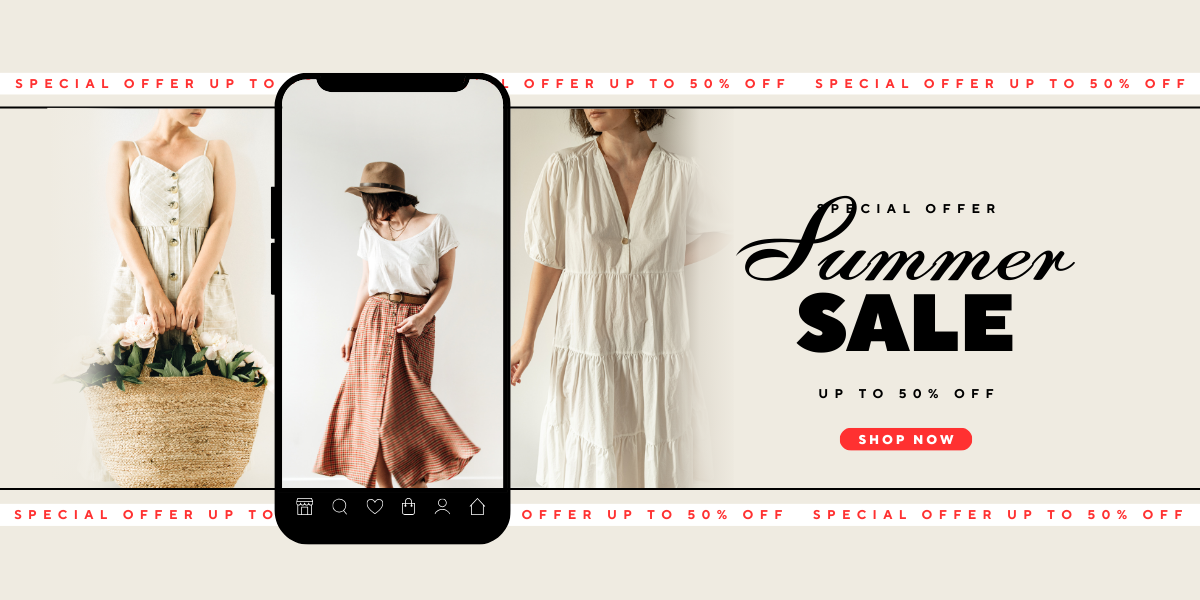 SPECIAL OFFER UP TO OFFER UP TO 50% OFF SPECIAL OFFER UP TO 50% OFF
SPECIAL OFFER
Summer
SALE
UP TO 50% OFF
SHOP NOW
SPECIAL OFFER UP TO OFFER UP TO 50% OFF SPECIAL OFFER UP TO 50% OFF